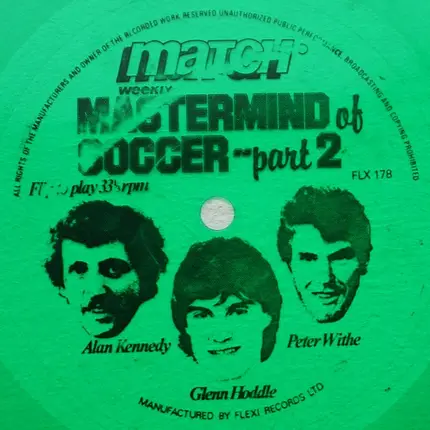 ALL RIGHTS OF THE MANUFACTURERS AND OWNER OF THE RECORDED WORK RESERVED UNAUTHORIZED PUBLIC PERFORMANCE, BROADCASTING AND COPYING PROHIBITED
match
WEEKLY
MASTERMIND of
SOCCER ~ part 2
play 33⅓ rpm
FLX 178
Alan Kennedy
Peter Withe
Glenn Hoddle
MANUFACTURED BY FLEXI RECORDS LTD